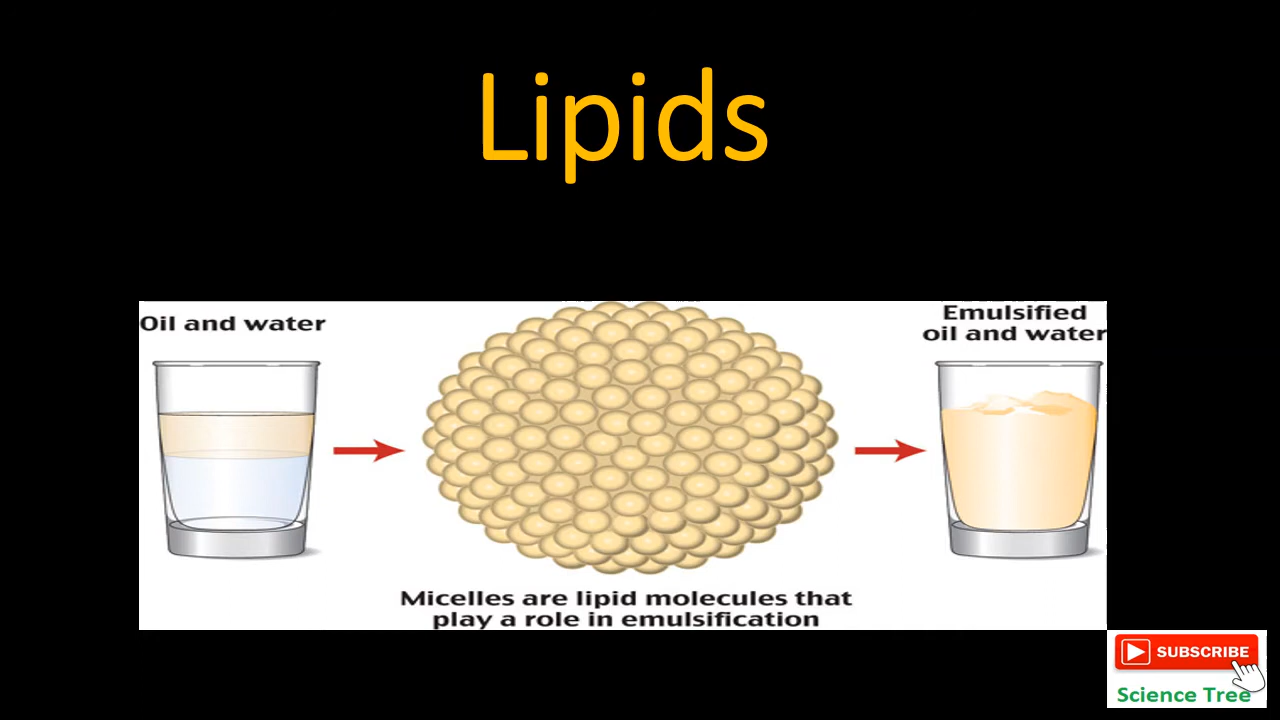 Lipids
Oil and water
Emulsified
oil and water
Micelles are lipid molecules that
play a role in emulsification
SUBSCRIBE
Science Tree